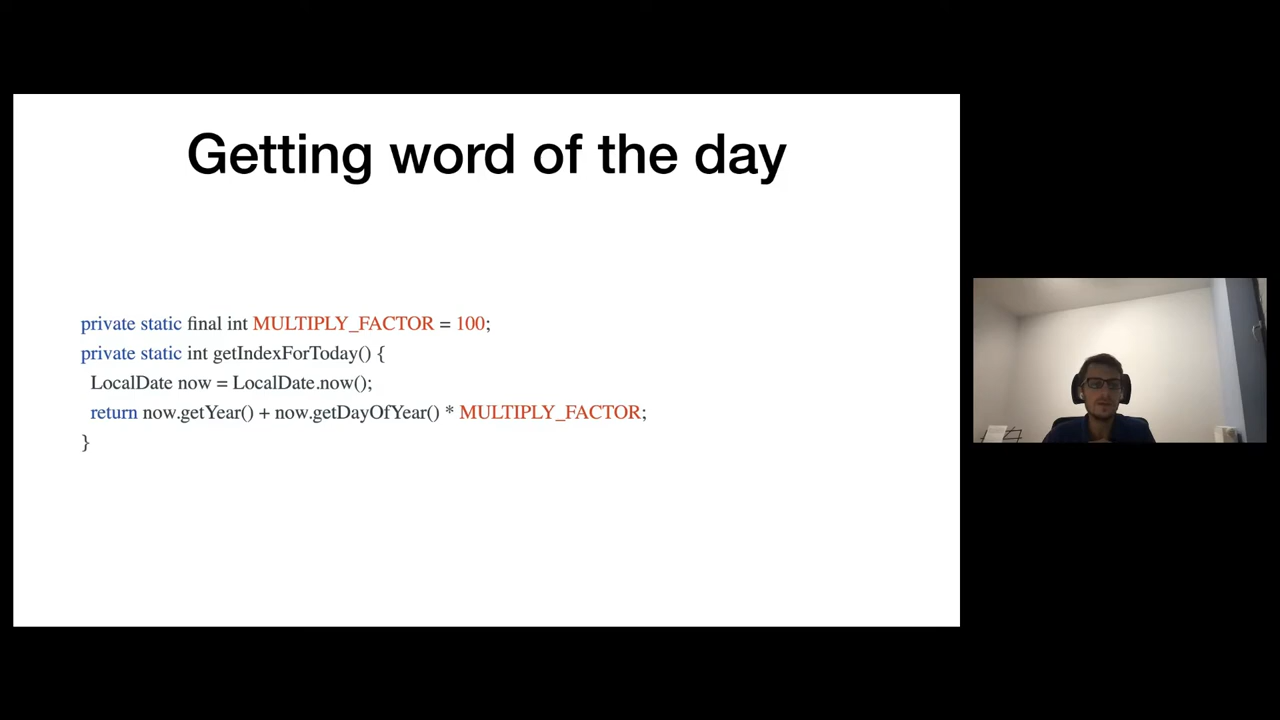 Getting word of the day
private static final int MULTIPLY_FACTOR = 100;
private static int getIndexForToday() {
LocalDate now = LocalDate.now();
return now.getYear() + now.getDayOfYear() * MULTIPLY_FACTOR;
}